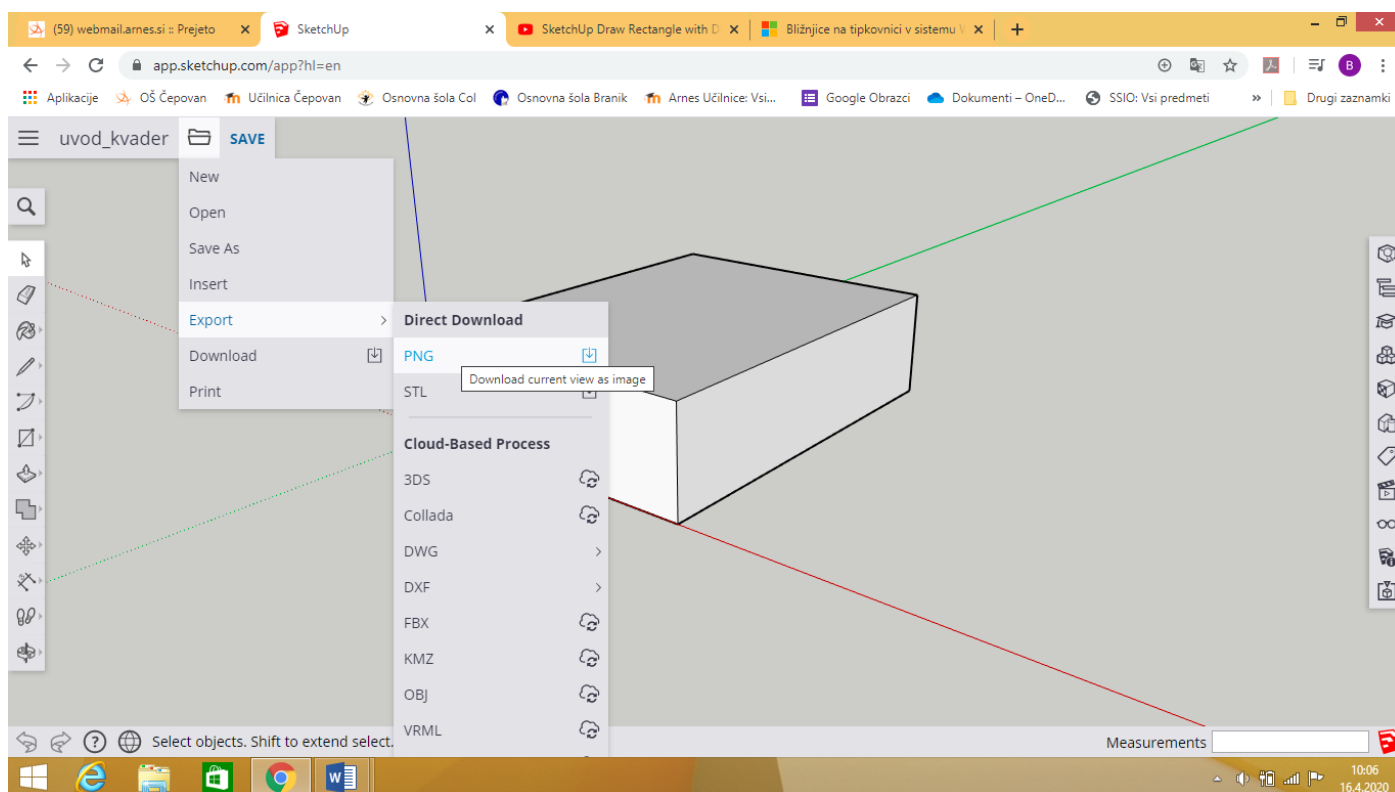 (59) webmail.arnes.si :: Prejeto
SketchUp
SketchUp Draw Rectangle with D
Bližnjice na tipkovnici v sistemu
app.sketchup.com/app?hl=en
B
Aplikacije
OŠ Čepovan
Učilnica Čepovan
Osnovna šola Col
Osnovna šola Branik
Arnes Učilnice: Vsi...
Google Obrazci
Dokumenti – OneD...
SSIO: Vsi predmeti
»
Drugi zaznamki
uvod_kvader
SAVE
New
Open
Save As
Insert
Export
Download
Print
Direct Download
PNG
Download current view as image
STL
Cloud-Based Process
3DS
Collada
DWG
DXF
FBX
KMZ
OBJ
VRML
Select objects. Shift to extend select.
Measurements
10:06
16.4.2020